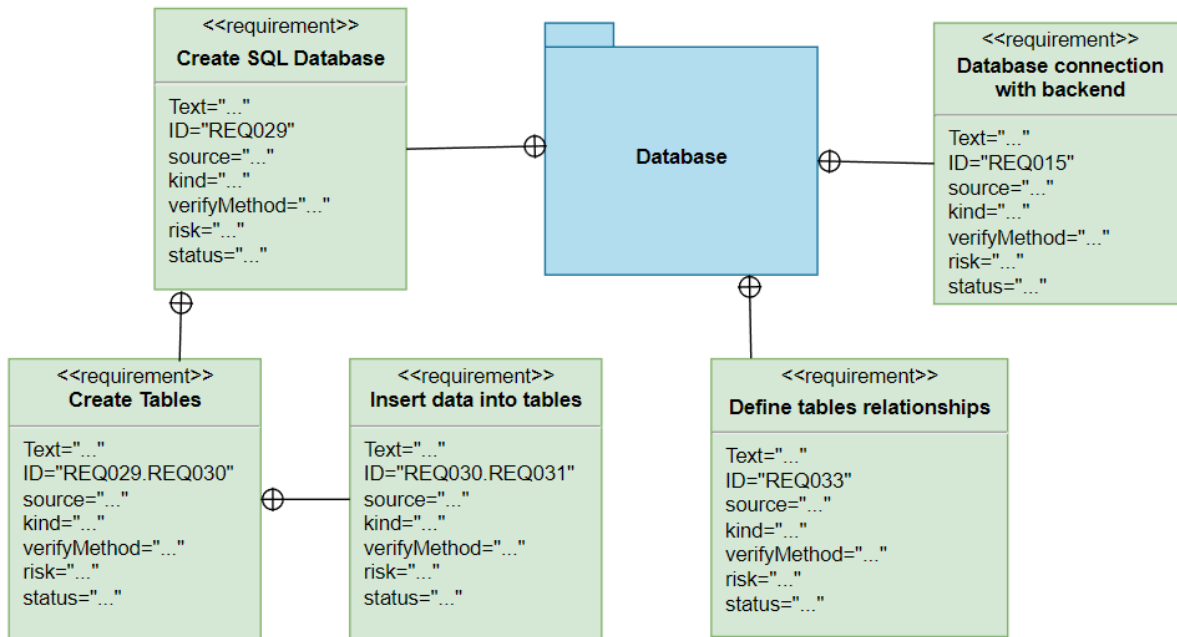 <<requirement>>
Create SQL Database
Text="..."
ID="REQ029"
source="..."
kind="..."
verifyMethod="..."
risk="..."
status="..."
Database
<<requirement>>
Database connection
with backend
Text="..."
ID="REQ015"
source="..."
kind="..."
verifyMethod="..."
risk="..."
status="..."
<<requirement>>
Create Tables
Text="..."
ID="REQ029.REQ030"
source="..."
kind="..."
verifyMethod="..."
risk="..."
status="..."
<<requirement>>
Insert data into tables
Text="..."
ID="REQ030.REQ031"
source="..."
kind="..."
verifyMethod="..."
risk="..."
status="..."
<<requirement>>
Define tables relationships
Text="..."
ID="REQ033"
source="..."
kind="..."
verifyMethod="..."
risk="..."
status="..."